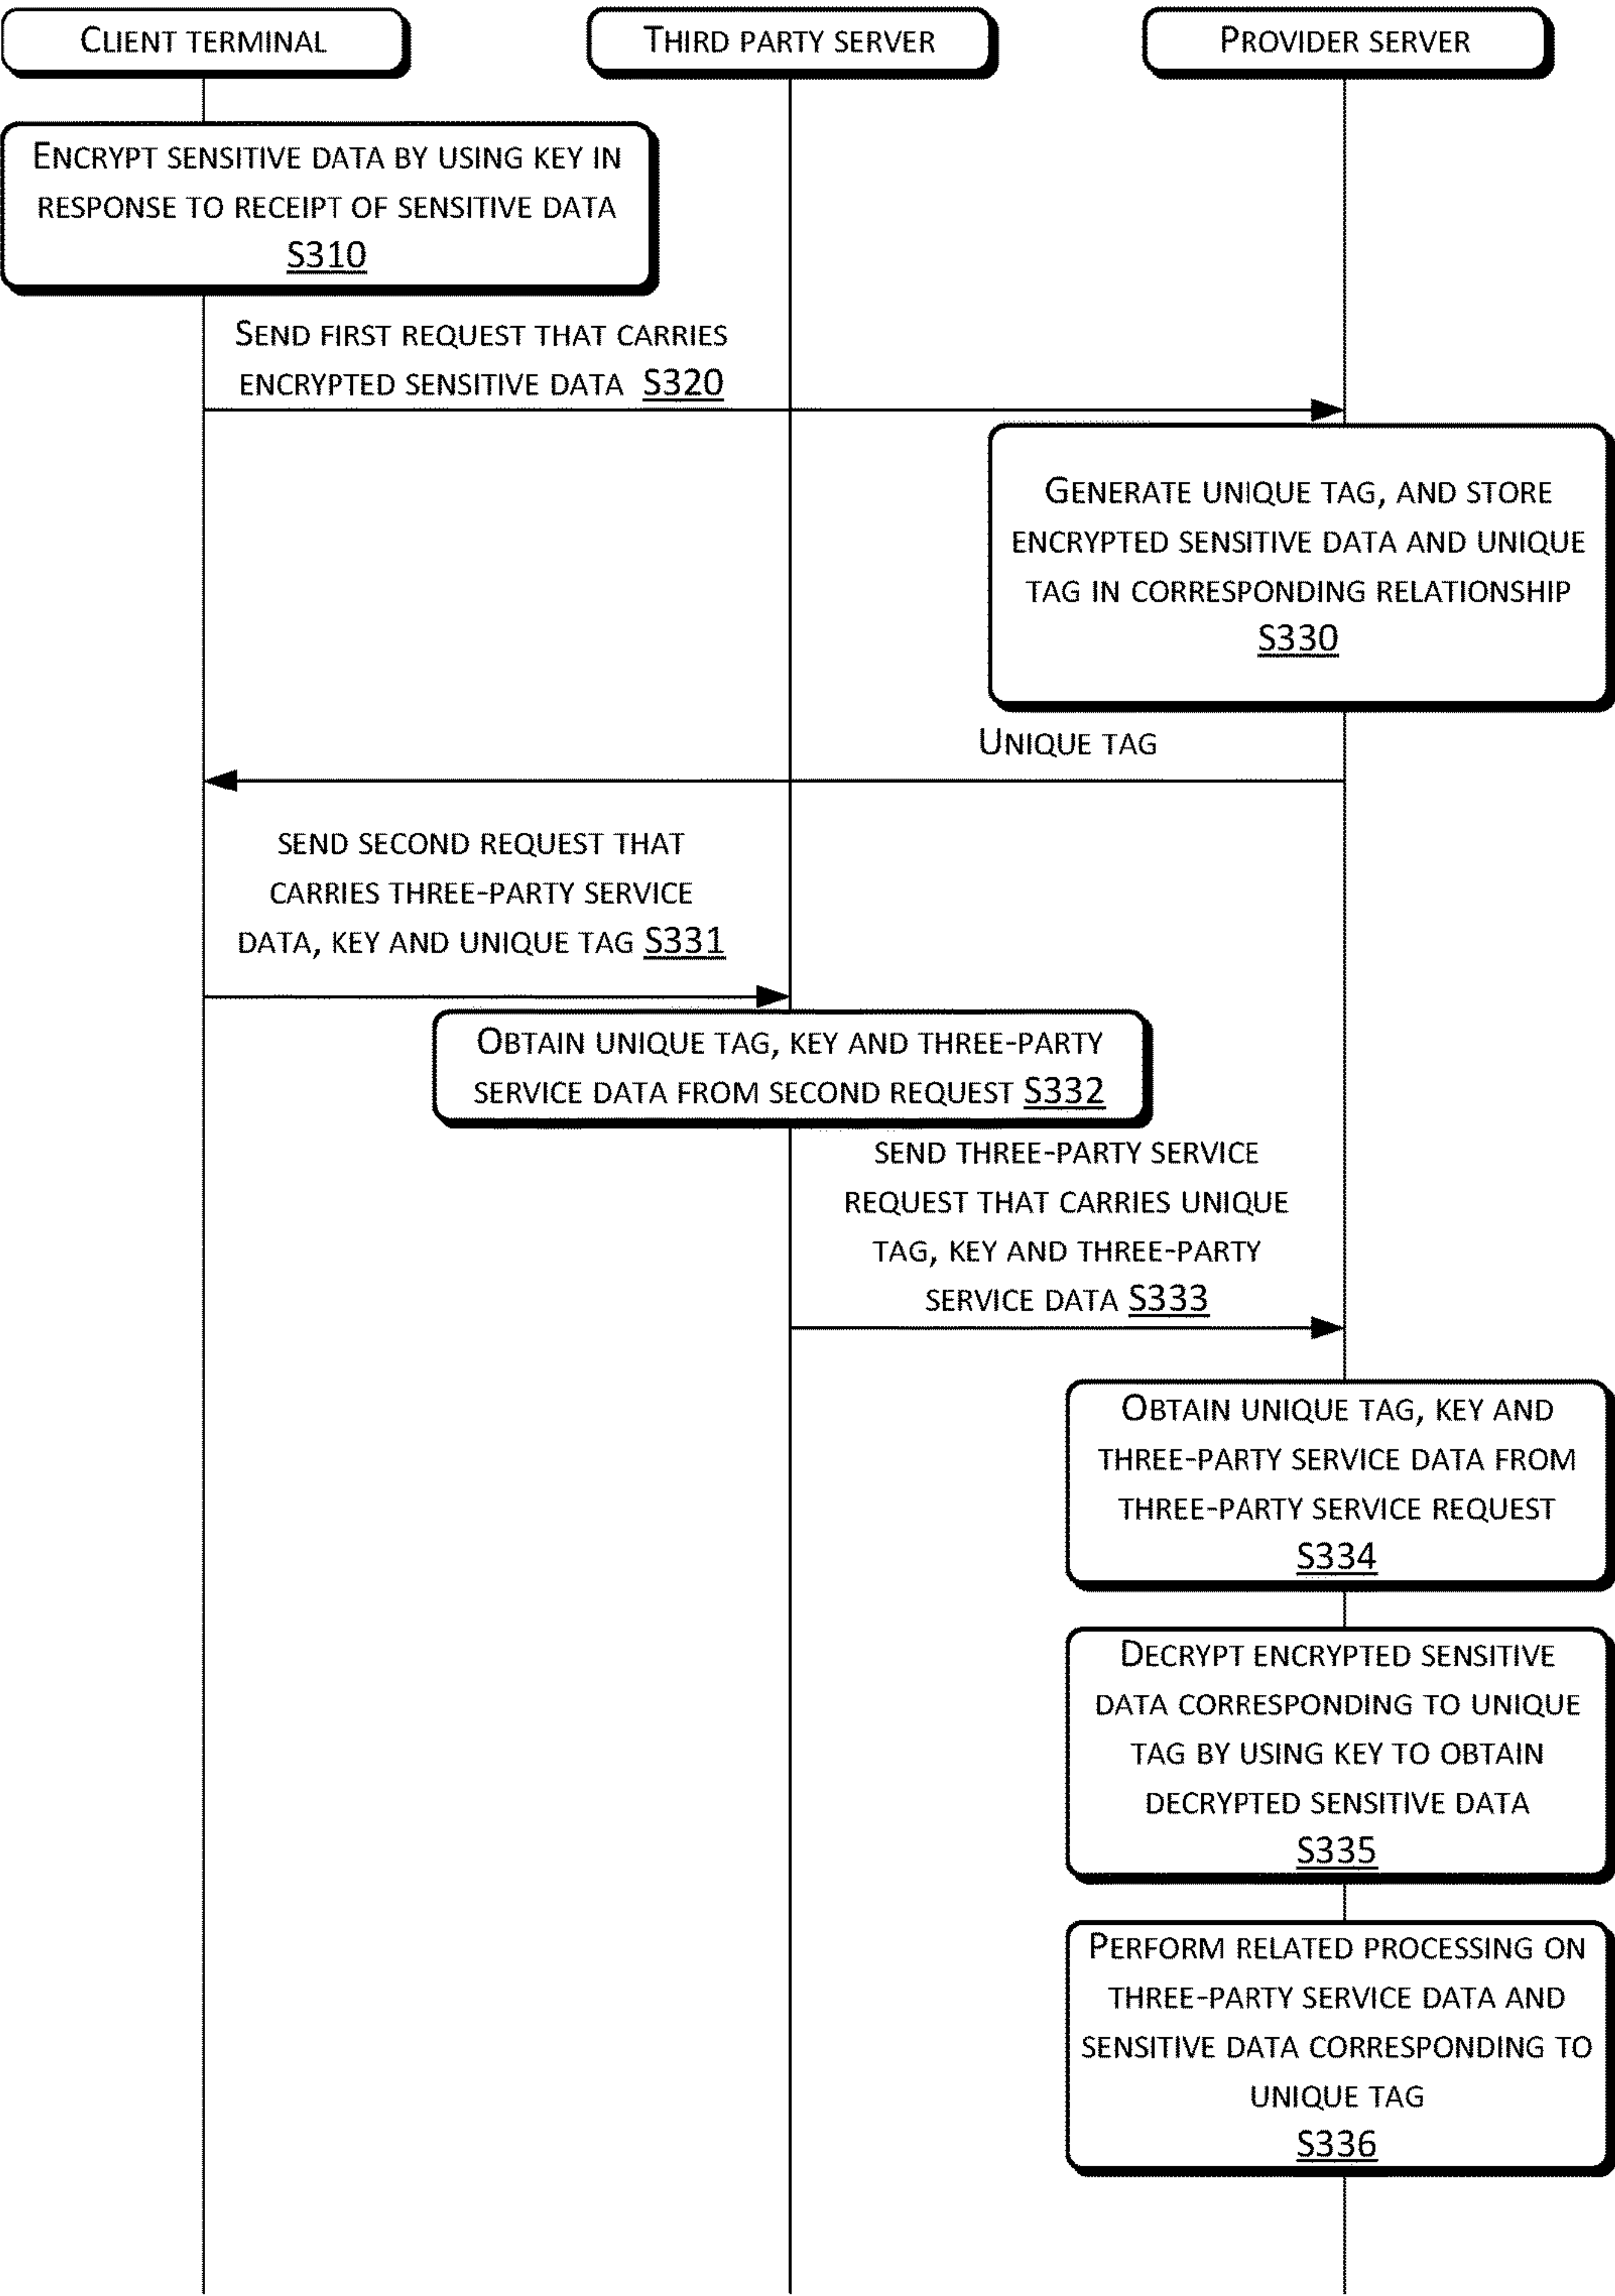 CLIENT TERMINAL
THIRD PARTY SERVER
PROVIDER SERVER
ENCRYPT SENSITIVE DATA BY USING KEY IN
RESPONSE TO RECEIPT OF SENSITIVE DATA
S310
SEND FIRST REQUEST THAT CARRIES
ENCRYPTED SENSITIVE DATA S320
GENERATE UNIQUE TAG, AND STORE
ENCRYPTED SENSITIVE DATA AND UNIQUE
TAG IN CORRESPONDING RELATIONSHIP
S330
UNIQUE TAG
SEND SECOND REQUEST THAT
CARRIES THREE-PARTY SERVICE
DATA, KEY AND UNIQUE TAG S331
OBTAIN UNIQUE TAG, KEY AND THREE-PARTY
SERVICE DATA FROM SECOND REQUEST S332
SEND THREE-PARTY SERVICE
REQUEST THAT CARRIES UNIQUE
TAG, KEY AND THREE-PARTY
SERVICE DATA S333
OBTAIN UNIQUE TAG, KEY AND
THREE-PARTY SERVICE DATA FROM
THREE-PARTY SERVICE REQUEST
S334
DECRYPT ENCRYPTED SENSITIVE
DATA CORRESPONDING TO UNIQUE
TAG BY USING KEY TO OBTAIN
DECRYPTED SENSITIVE DATA
S335
PERFORM RELATED PROCESSING ON
THREE-PARTY SERVICE DATA AND
SENSITIVE DATA CORRESPONDING TO
UNIQUE TAG
S336